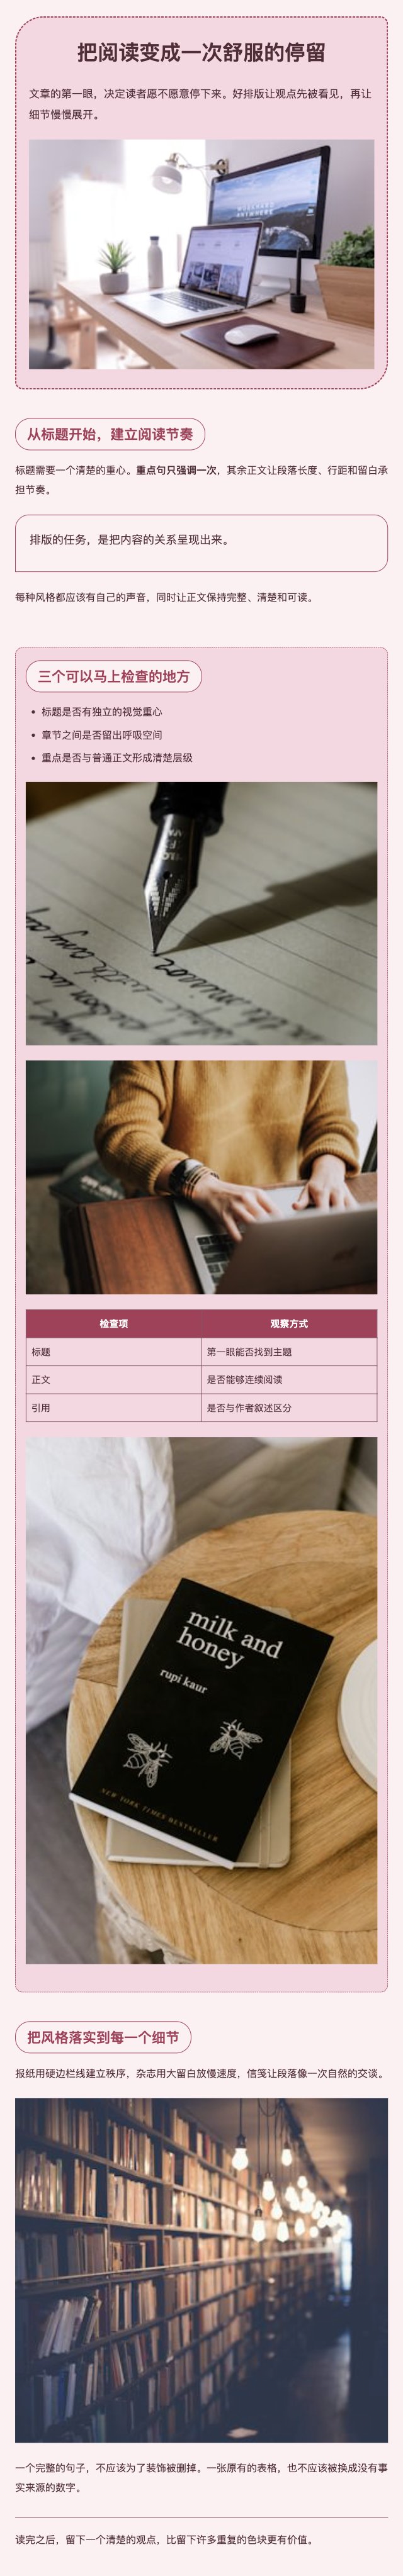 把阅读变成一次舒服的停留
文章的第一眼，决定读者愿不愿意停下来。好排版让观点先被看见，再让
细节慢慢展开。
从标题开始，建立阅读节奏
标题需要一个清楚的重心。重点句只强调一次，其余正文让段落长度、行距和留白承
担节奏。
排版的任务，是把内容的关系呈现出来。
每种风格都应该有自己的声音，同时让正文保持完整、清楚和可读。
三个可以马上检查的地方
• 标题是否有独立的视觉重心
• 章节之间是否留出呼吸空间
• 重点是否与普通正文形成清楚层级
检查项 观察方式
标题 第一眼能否找到主题
正文 是否能够连续阅读
引用 是否与作者叙述区分
milk and
honey
rupi kaur
NEW YORK TIMES BESTSELLER
把风格落实到每一个细节
报纸用硬边栏线建立秩序，杂志用大留白放慢速度，信笺让段落像一次自然的交谈。
一个完整的句子，不应该为了装饰被删掉。一张原有的表格，也不应该被换成没有事
实来源的数字。
读完之后，留下一个清楚的观点，比留下许多重复的色块更有价值。